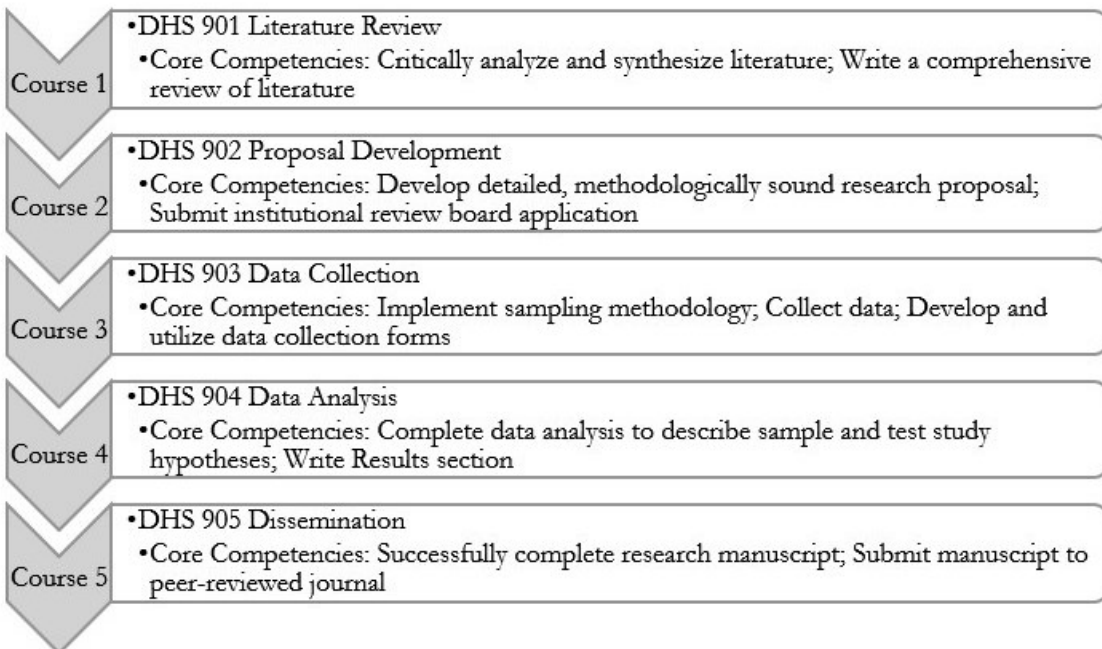 Course 1
•DHS 901 Literature Review
•Core Competencies: Critically analyze and synthesize literature; Write a comprehensive
review of literature
Course 2
•DHS 902 Proposal Development
•Core Competencies: Develop detailed, methodologically sound research proposal;
Submit institutional review board application
Course 3
•DHS 903 Data Collection
•Core Competencies: Implement sampling methodology; Collect data; Develop and
utilize data collection forms
Course 4
•DHS 904 Data Analysis
•Core Competencies: Complete data analysis to describe sample and test study
hypotheses; Write Results section
Course 5
•DHS 905 Dissemination
•Core Competencies: Successfully complete research manuscript; Submit manuscript to
peer-reviewed journal